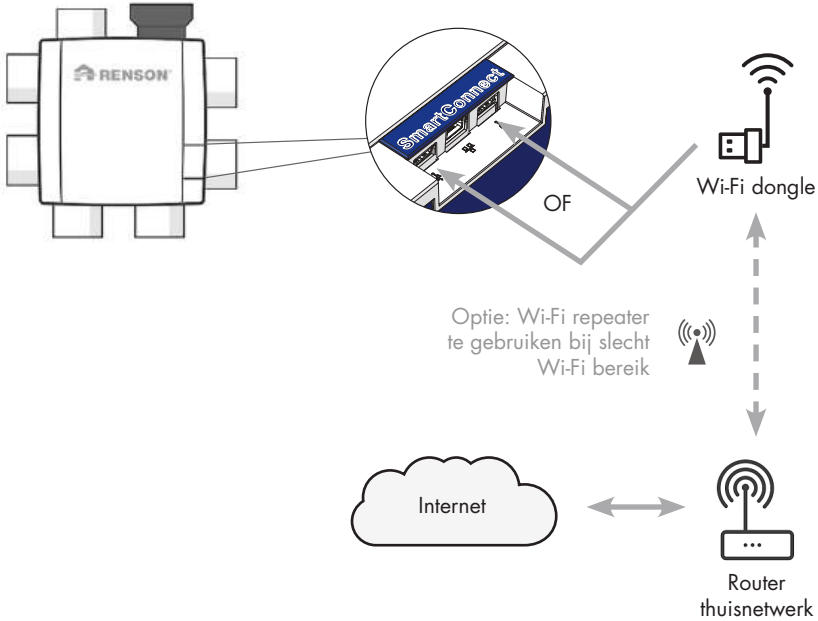 RENSON
SmartConnect
OF
Wi-Fi dongle
Optie: Wi-Fi repeater
te gebruiken bij slecht
Wi-Fi bereik
Internet
Router
thuisnetwerk